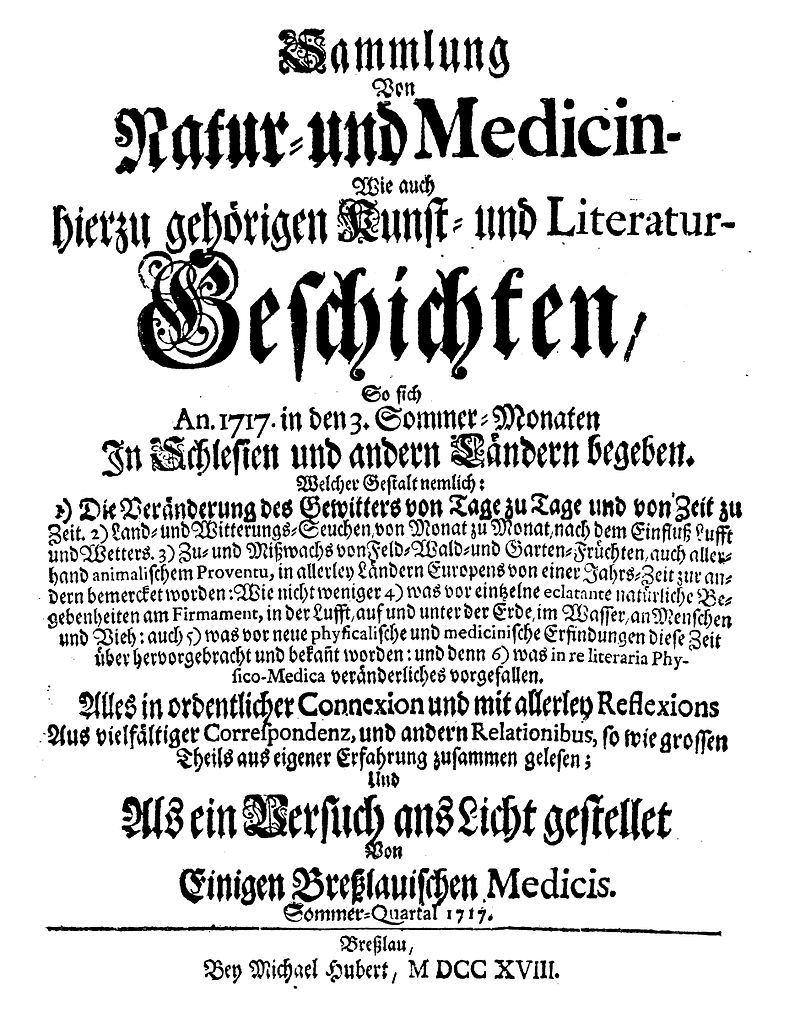 Sammlung
Von
Natur- und Medicin-
Wie auch
hierzu gehörigen Kunst- und Literatur-
Geschichten/
So sich
An. 1717. in den 3. Sommer-Monaten
In Schlesien und andern Ländern begeben.
Welcher Gestalt nemlich:
1) Die Veränderung des Gewitters von Tage zu Tage und von Zeit zu
Zeit. 2) Land- und Witterungs-Seuchen, von Monat zu Monat, nach dem Einfluß Lufft
und Wetters. 3) Zu- und Mißwachs von Feld-Wald- und Garten-Früchten, auch aller-
hand animalischem Proventu, in allerley Ländern Europens von einer Jahrs-Zeit zur an-
dern bemercket worden: Wie nicht weniger 4) was vor eintzelne eclatante natürliche Be-
gebenheiten am Firmament, in der Lufft, auf und unter der Erde, im Wasser, an Menschen
und Vieh: auch 5) was vor neue physicalische und medicinische Erfindungen diese Zeit
über hervorgebracht und bekañt worden: und denn 6) was in re literaria Phy-
sico-Medica veränderliches vorgefallen.
Alles in ordentlicher Connexion und mit allerley Reflexions
Aus vielfältiger Correspondenz, und andern Relationibus, so wie grossen
Theils aus eigener Erfahrung zusammen gelesen;
Und
Als ein Versuch ans Licht gestellet
Von
Einigen Breßlauischen Medicis.
Sommer-Quartal 1717.
Breßlau,
Bey Michael Hubert, M DCC XVIII.